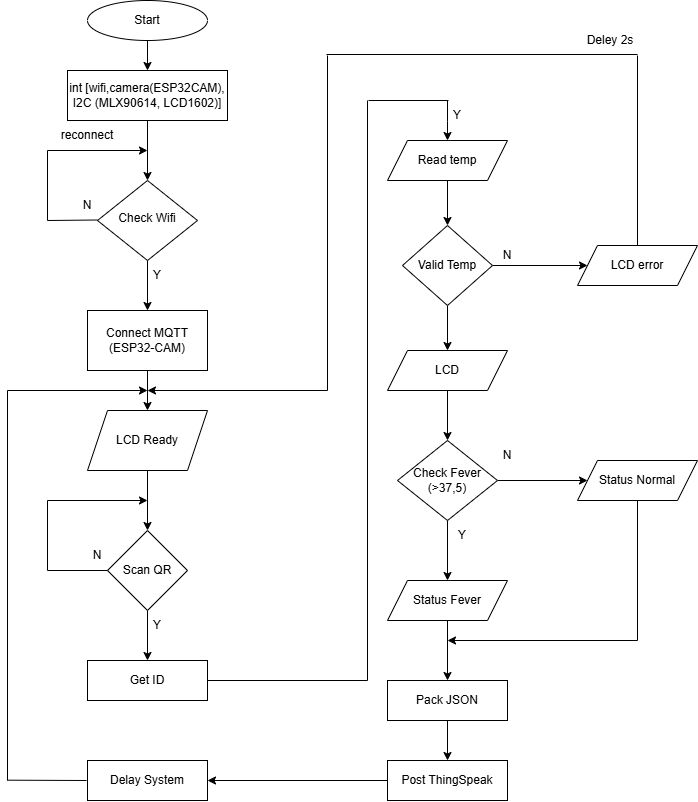 Start
int [wifi,camera(ESP32CAM),
I2C (MLX90614, LCD1602)]
reconnect
N
Check Wifi
Y
Connect MQTT
(ESP32-CAM)
LCD Ready
N
Scan QR
Y
Get ID
Deley 2s
Y
Read temp
Valid Temp
N
LCD error
LCD
Check Fever
(>37,5)
N
Status Normal
Y
Status Fever
Pack JSON
Post ThingSpeak
Delay System